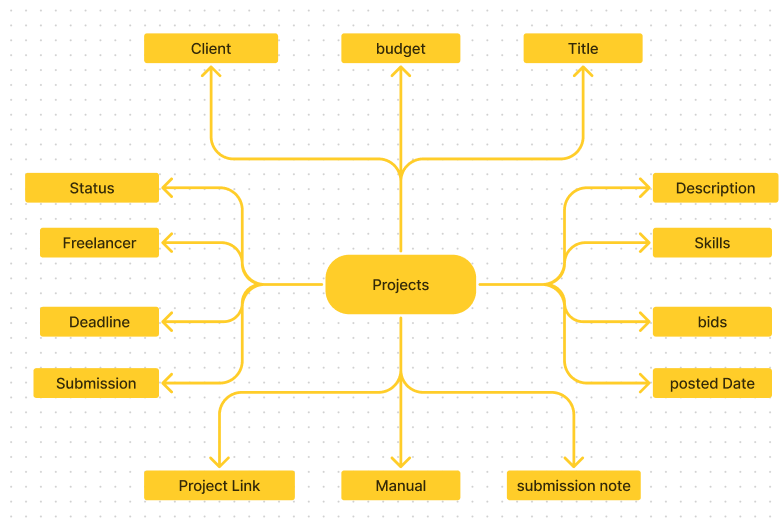 Client
budget
Title
Status
Description
Freelancer
Skills
Projects
Deadline
bids
Submission
posted Date
Project Link
Manual
submission note